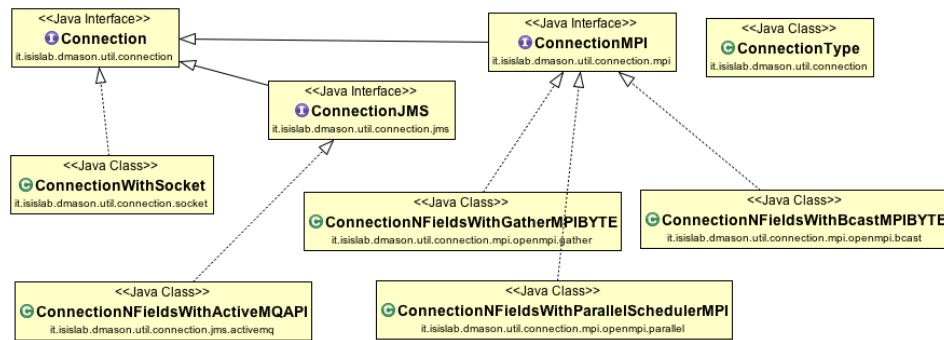 <<Java Interface>>
Connection
it.isislab.dmason.util.connection
<<Java Interface>>
ConnectionMPI
it.isislab.dmason.util.connection.mpi
<<Java Class>>
ConnectionType
it.isislab.dmason.util.connection
<<Java Interface>>
ConnectionJMS
it.isislab.dmason.util.connection.jms
<<Java Class>>
ConnectionWithSocket
it.isislab.dmason.util.connection.socket
<<Java Class>>
ConnectionNFieldsWithGatherMPIBYTE
it.isislab.dmason.util.connection.mpi.openmpi.gather
<<Java Class>>
ConnectionNFieldsWithBcastMPIBYTE
it.isislab.dmason.util.connection.mpi.openmpi.bcast
<<Java Class>>
ConnectionNFieldsWithActiveMQAPI
it.isislab.dmason.util.connection.jms.activemq
<<Java Class>>
ConnectionNFieldsWithParallelSchedulerMPI
it.isislab.dmason.util.connection.mpi.openmpi.parallel